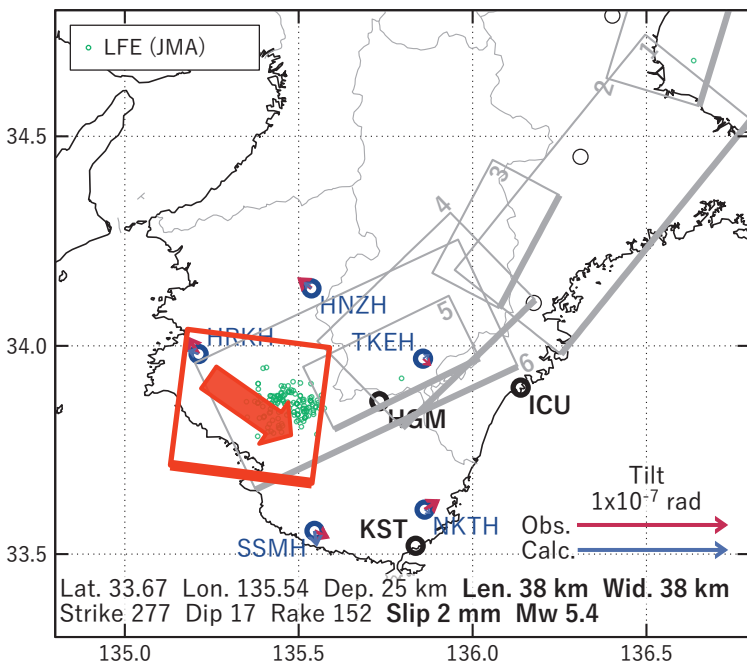 LFE (JMA)
34.5
34.0
33.5
1
2
3
4
5
6
HNZH
HRKH
TKEH
HGM
ICU
KST
NKTH
SSMH
Tilt
1x10⁻⁷ rad
Obs.
Calc.
Lat. 33.67 Lon. 135.54 Dep. 25 km Len. 38 km Wid. 38 km
Strike 277 Dip 17 Rake 152 Slip 2 mm Mw 5.4
135.0 135.5 136.0 136.5